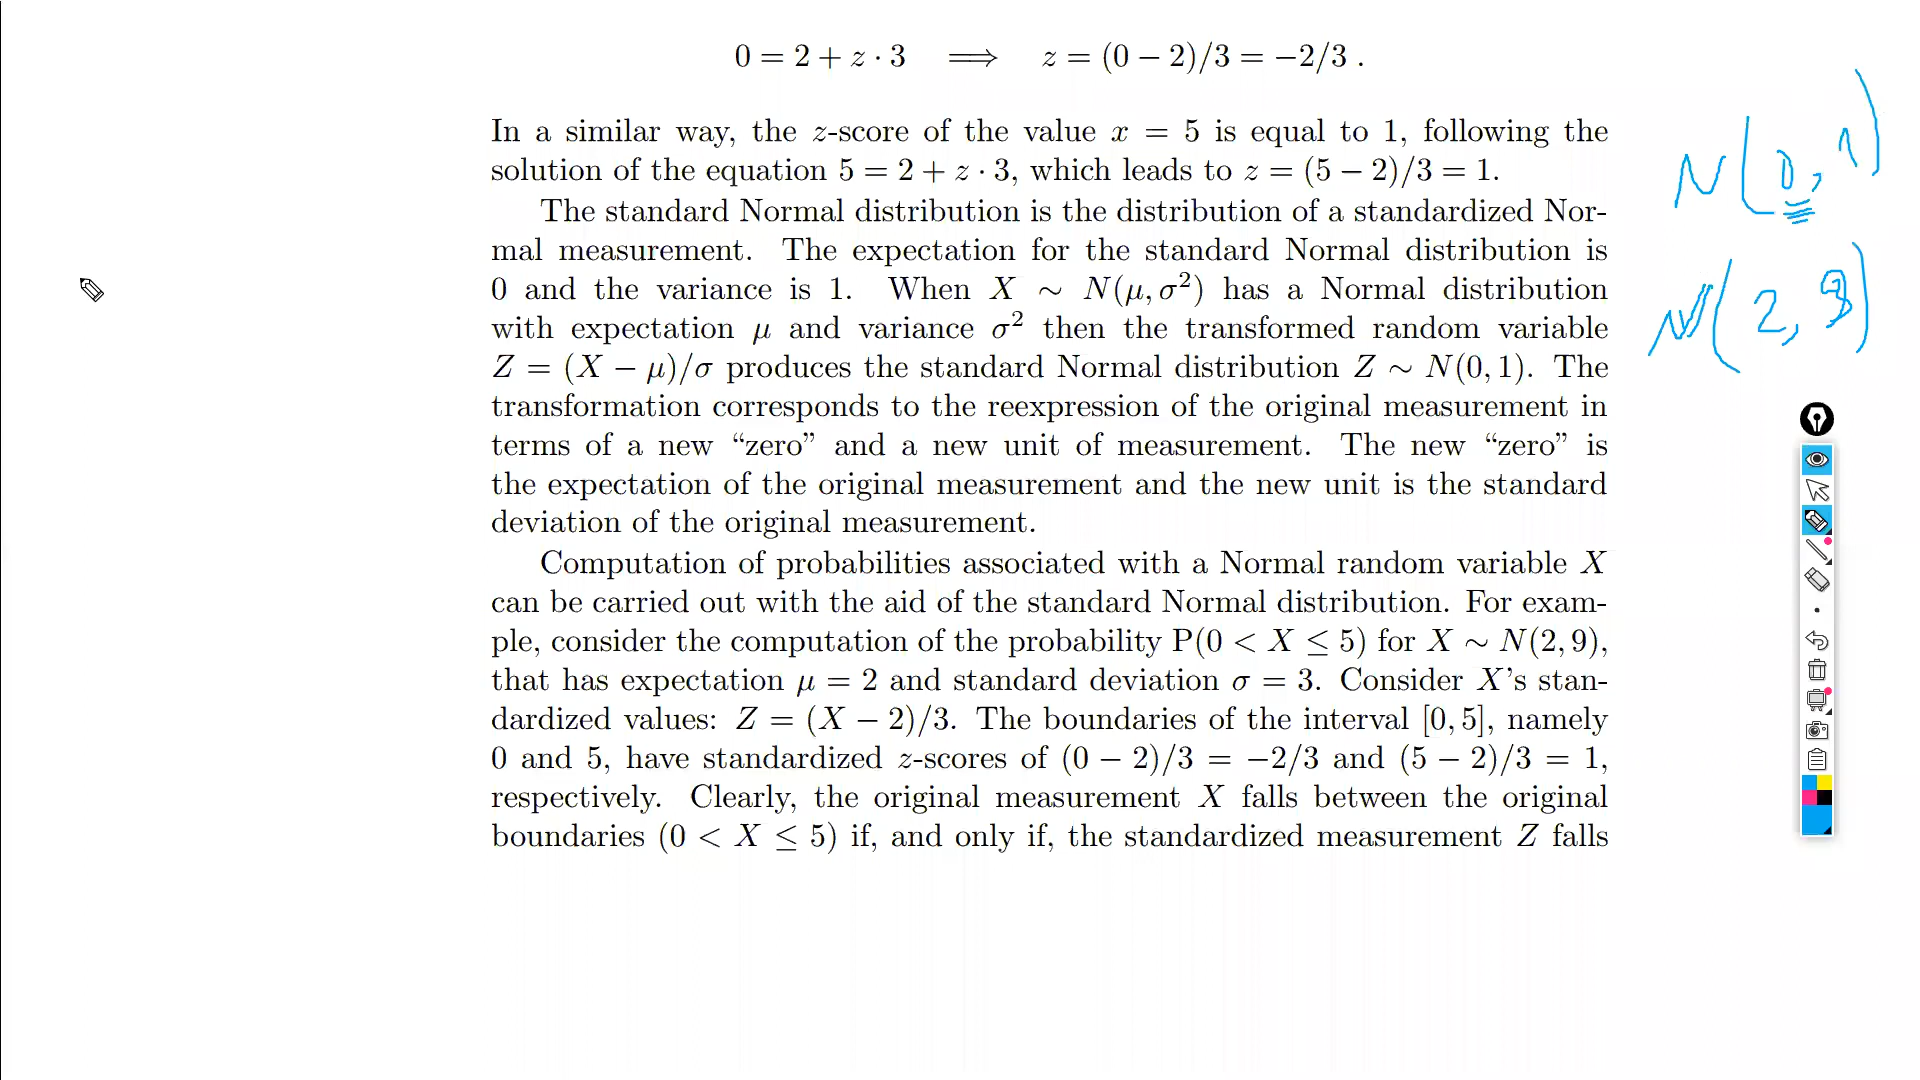 0 = 2 + z · 3 ⟹ z = (0 − 2)/3 = −2/3 .
In a similar way, the z-score of the value x = 5 is equal to 1, following the
solution of the equation 5 = 2 + z · 3, which leads to z = (5 − 2)/3 = 1.
The standard Normal distribution is the distribution of a standardized Nor-
mal measurement. The expectation for the standard Normal distribution is
0 and the variance is 1. When X ∼ N(μ, σ²) has a Normal distribution
with expectation μ and variance σ² then the transformed random variable
Z = (X − μ)/σ produces the standard Normal distribution Z ∼ N(0, 1). The
transformation corresponds to the reexpression of the original measurement in
terms of a new “zero” and a new unit of measurement. The new “zero” is
the expectation of the original measurement and the new unit is the standard
deviation of the original measurement.
Computation of probabilities associated with a Normal random variable X
can be carried out with the aid of the standard Normal distribution. For exam-
ple, consider the computation of the probability P(0 < X ≤ 5) for X ∼ N(2, 9),
that has expectation μ = 2 and standard deviation σ = 3. Consider X’s stan-
dardized values: Z = (X − 2)/3. The boundaries of the interval [0, 5], namely
0 and 5, have standardized z-scores of (0 − 2)/3 = −2/3 and (5 − 2)/3 = 1,
respectively. Clearly, the original measurement X falls between the original
boundaries (0 < X ≤ 5) if, and only if, the standardized measurement Z falls
N(0, 1)
N(2, 9)